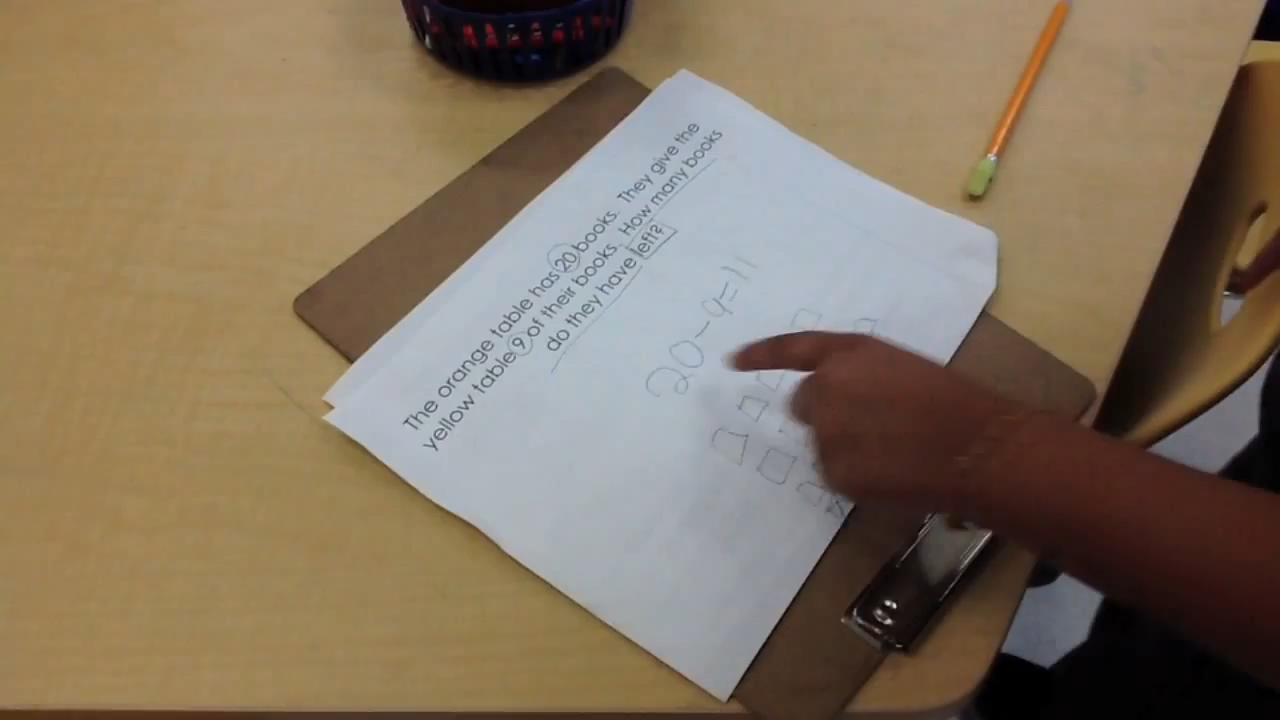 The orange table has 20 books. They give the
yellow table 9 of their books. How many books
do they have left?
20-9=11